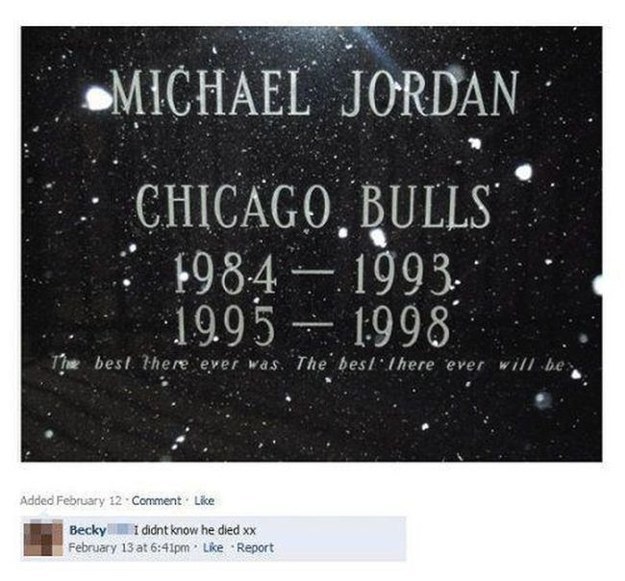 MICHAEL JORDAN
CHICAGO BULLS
1984 — 1993
1995 — 1998
The best there ever was. The best there ever will be.
Added February 12 · Comment · Like
Becky I didnt know he died xx
February 13 at 6:41pm · Like · Report